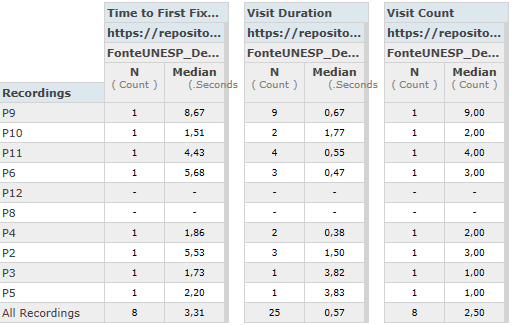 Time to First Fix... Visit Duration Visit Count
https://reposito... https://reposito... https://reposito...
FonteUNESP_De... FonteUNESP_De... FonteUNESP_De...
N Median N Median N Median
( Count ) (.Seconds ( Count ) (.Seconds ( Count ) ( Count )
Recordings
P9 1 8,67 9 0,67 1 9,00
P10 1 1,51 2 1,77 1 2,00
P11 1 4,43 4 0,55 1 4,00
P6 1 5,68 3 0,47 1 3,00
P12 - - - - - -
P8 - - - - - -
P4 1 1,86 2 0,38 1 2,00
P2 1 5,53 3 1,50 1 3,00
P3 1 1,73 1 3,82 1 1,00
P5 1 2,20 1 3,83 1 1,00
All Recordings 8 3,31 25 0,57 8 2,50